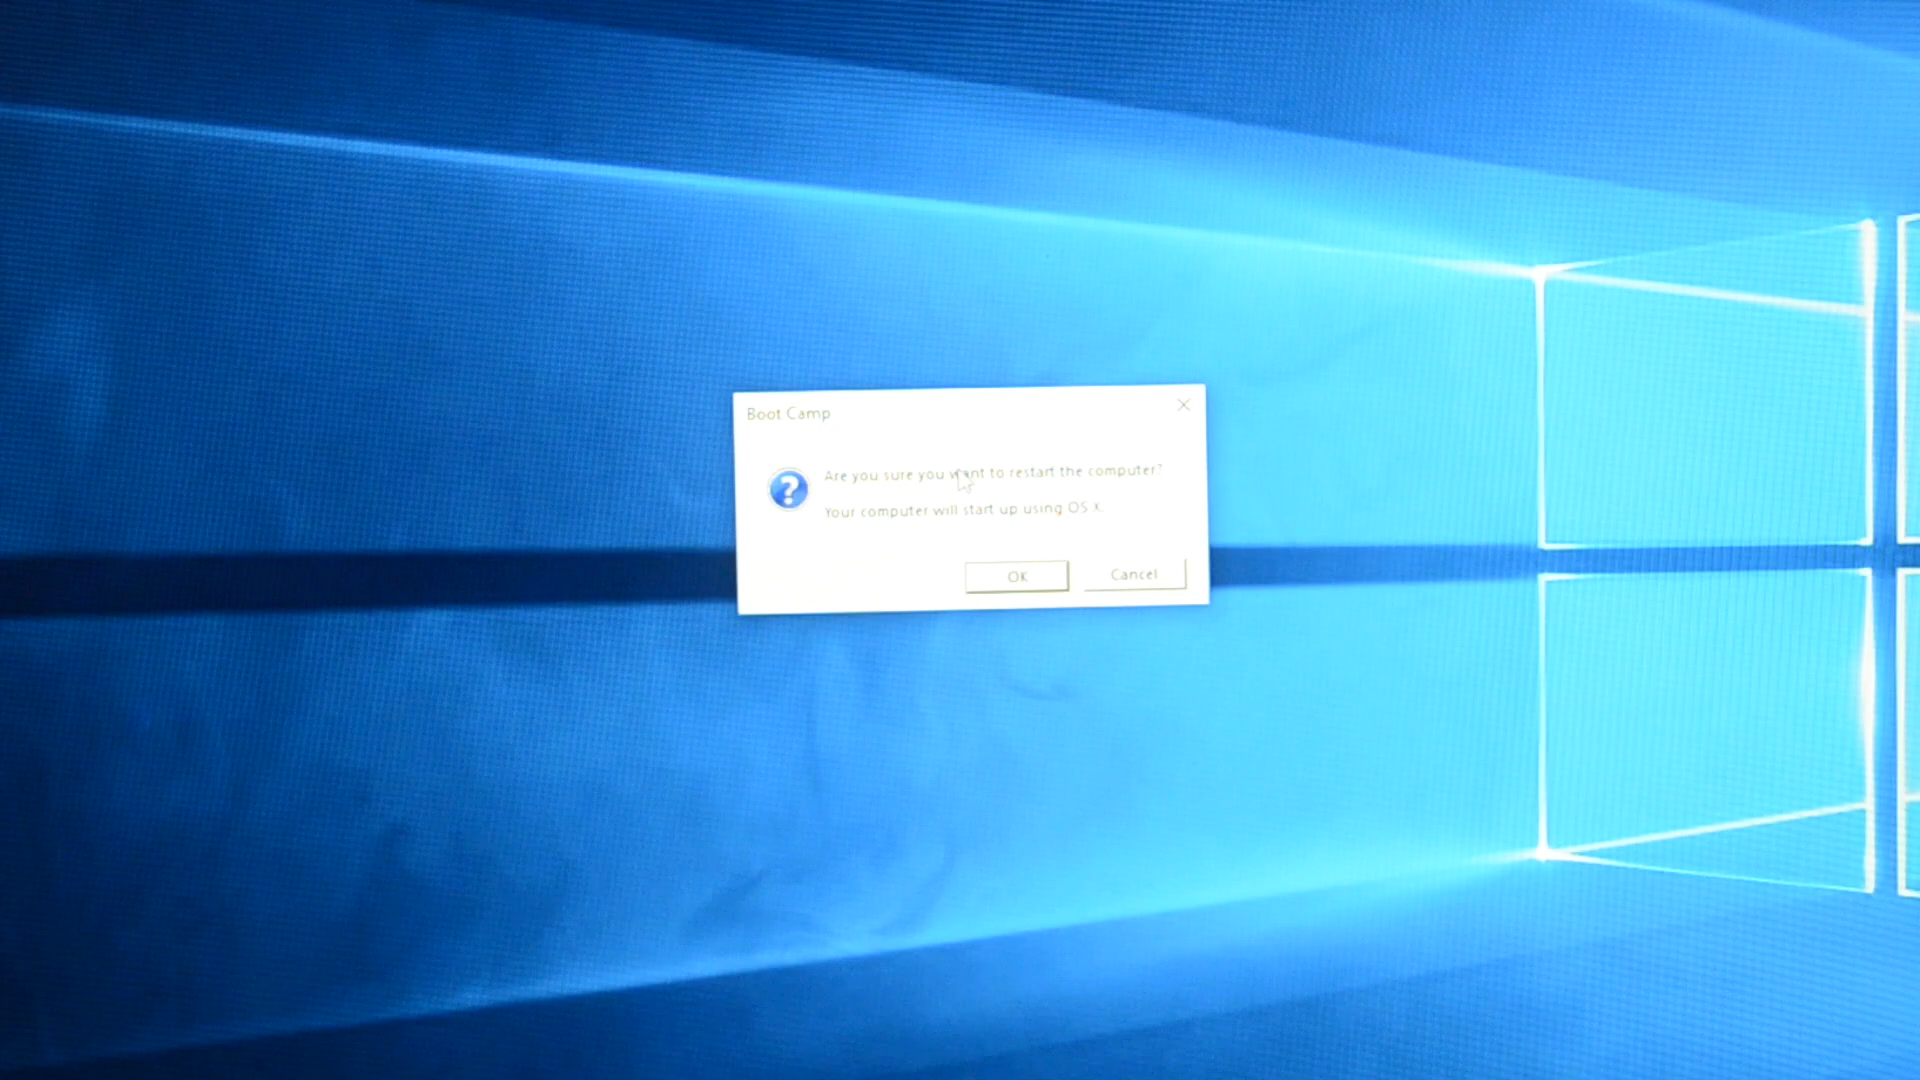 Boot Camp
Are you sure you want to restart the computer?
Your computer will start up using OS X.
OK
Cancel